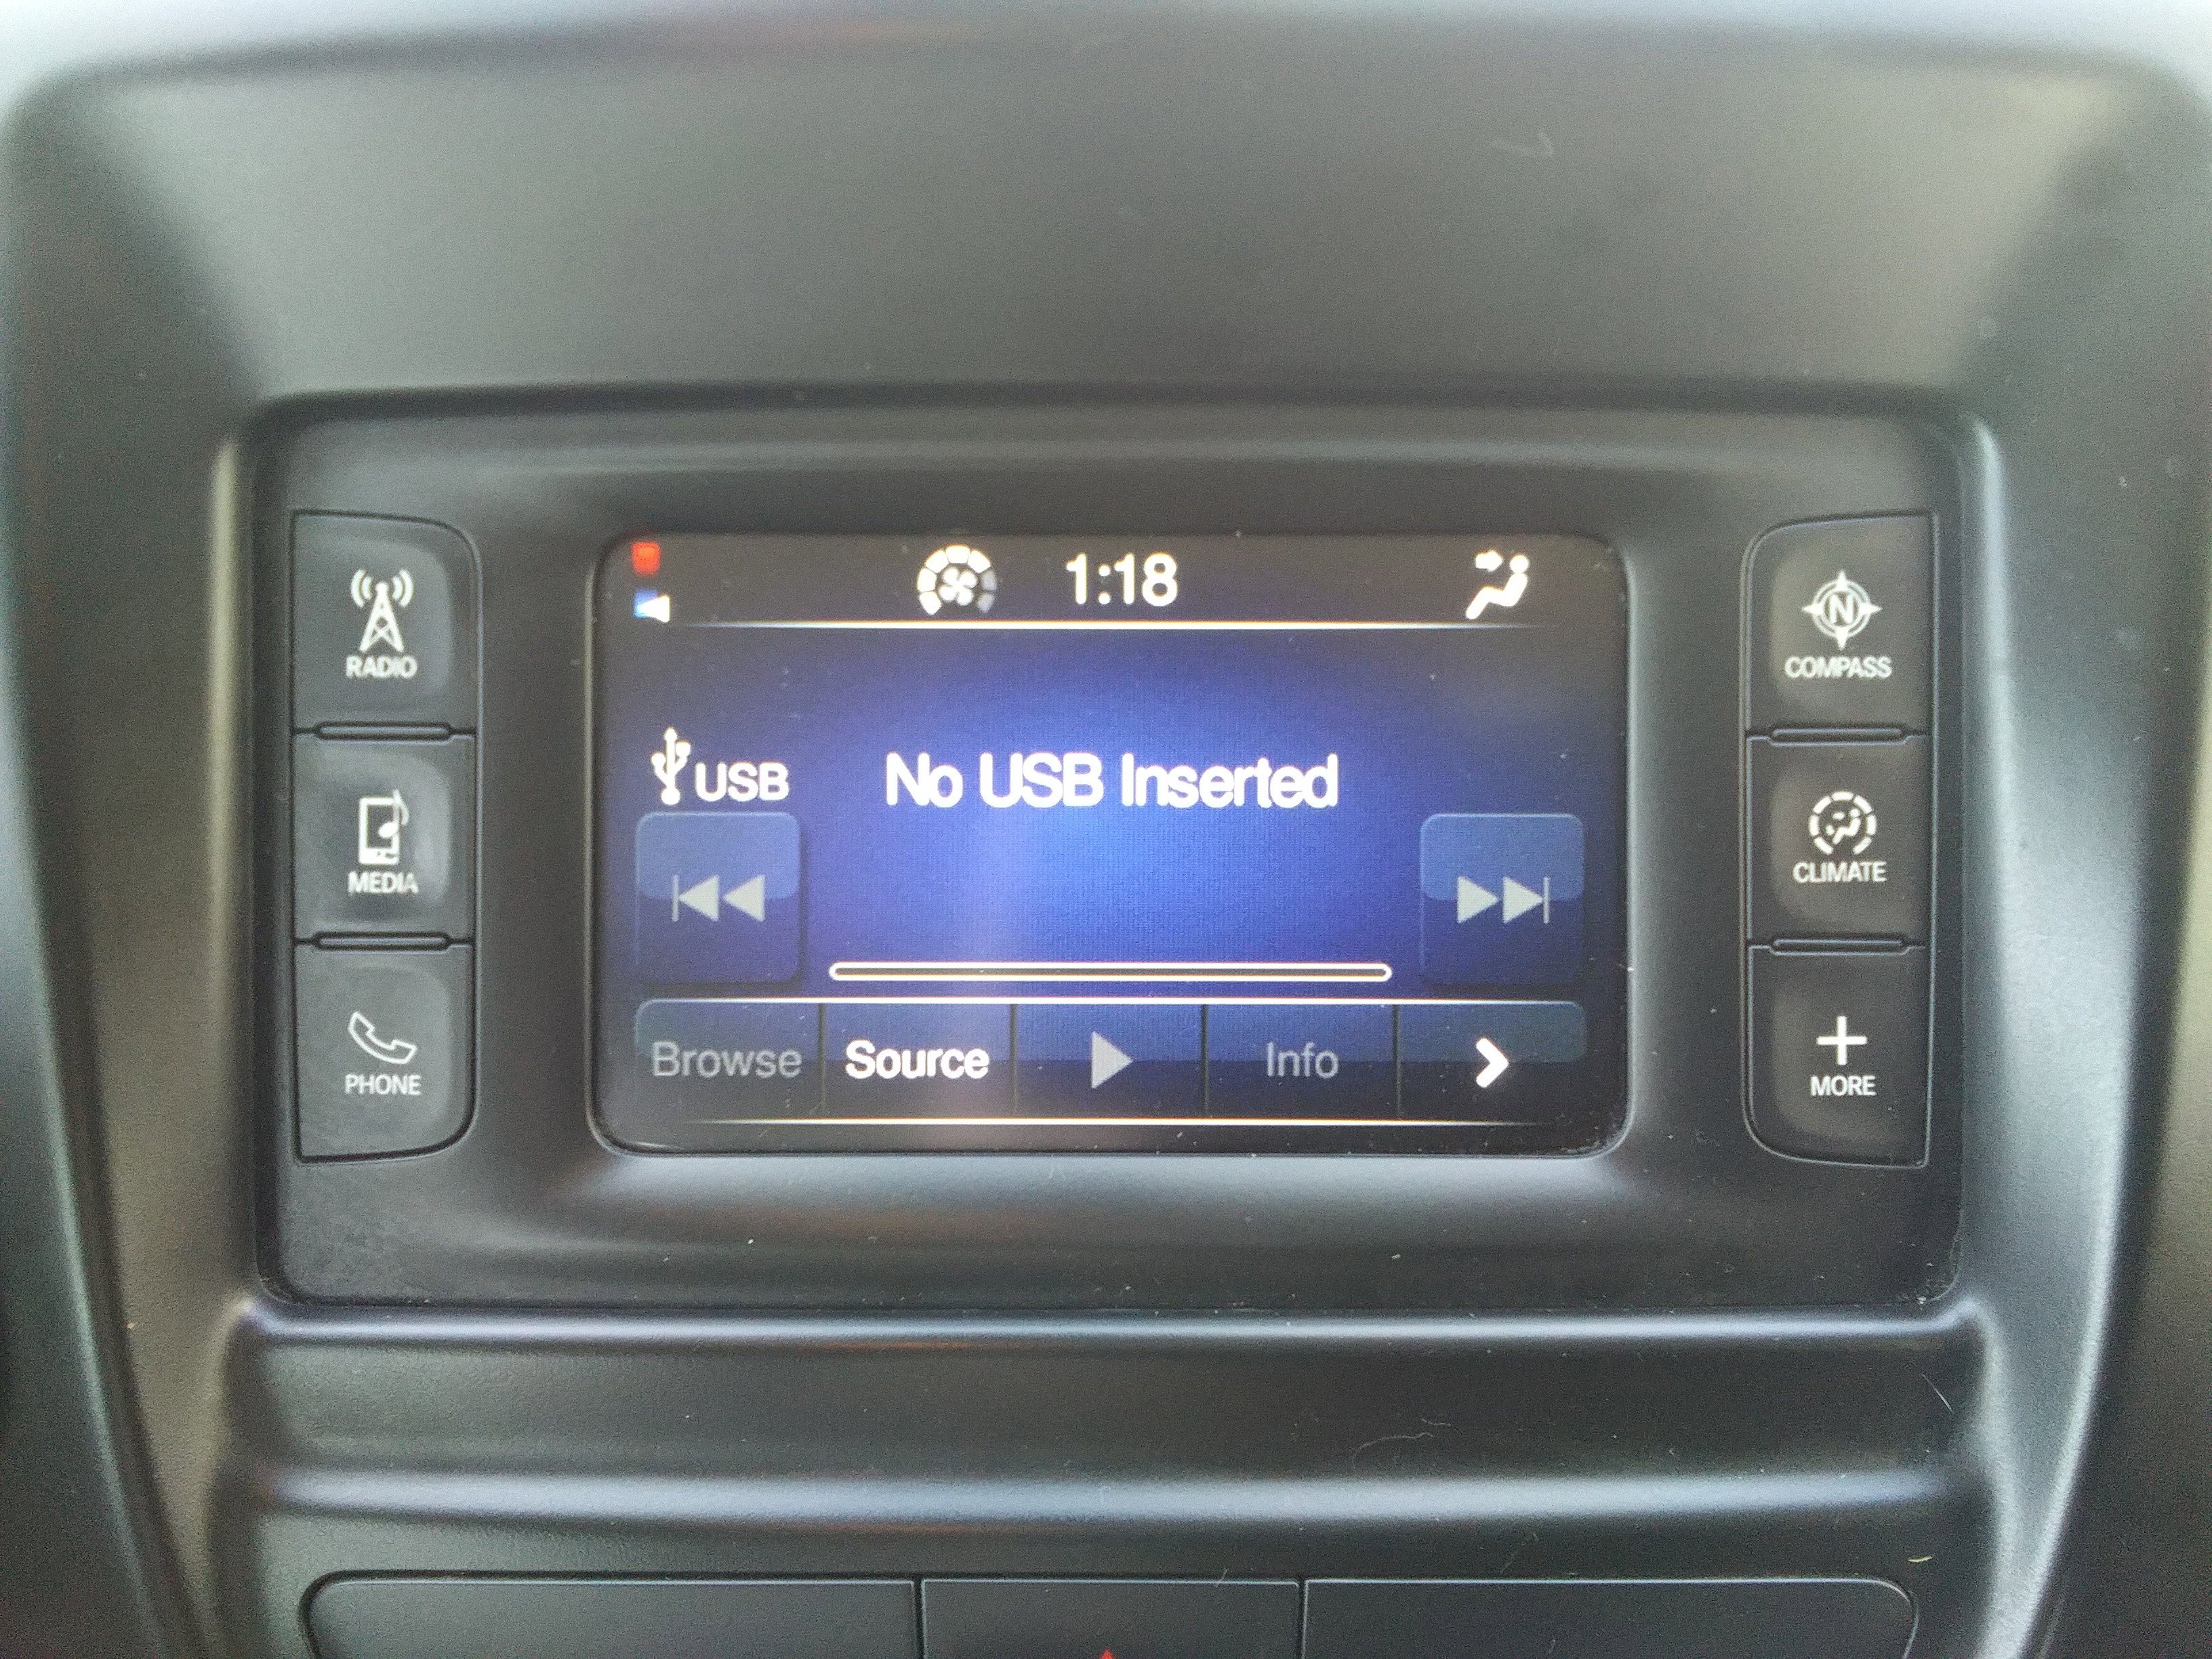 1:18
RADIO
N
COMPASS
USB
No USB Inserted
MEDIA
CLIMATE
Browse
Source
Info
PHONE
MORE